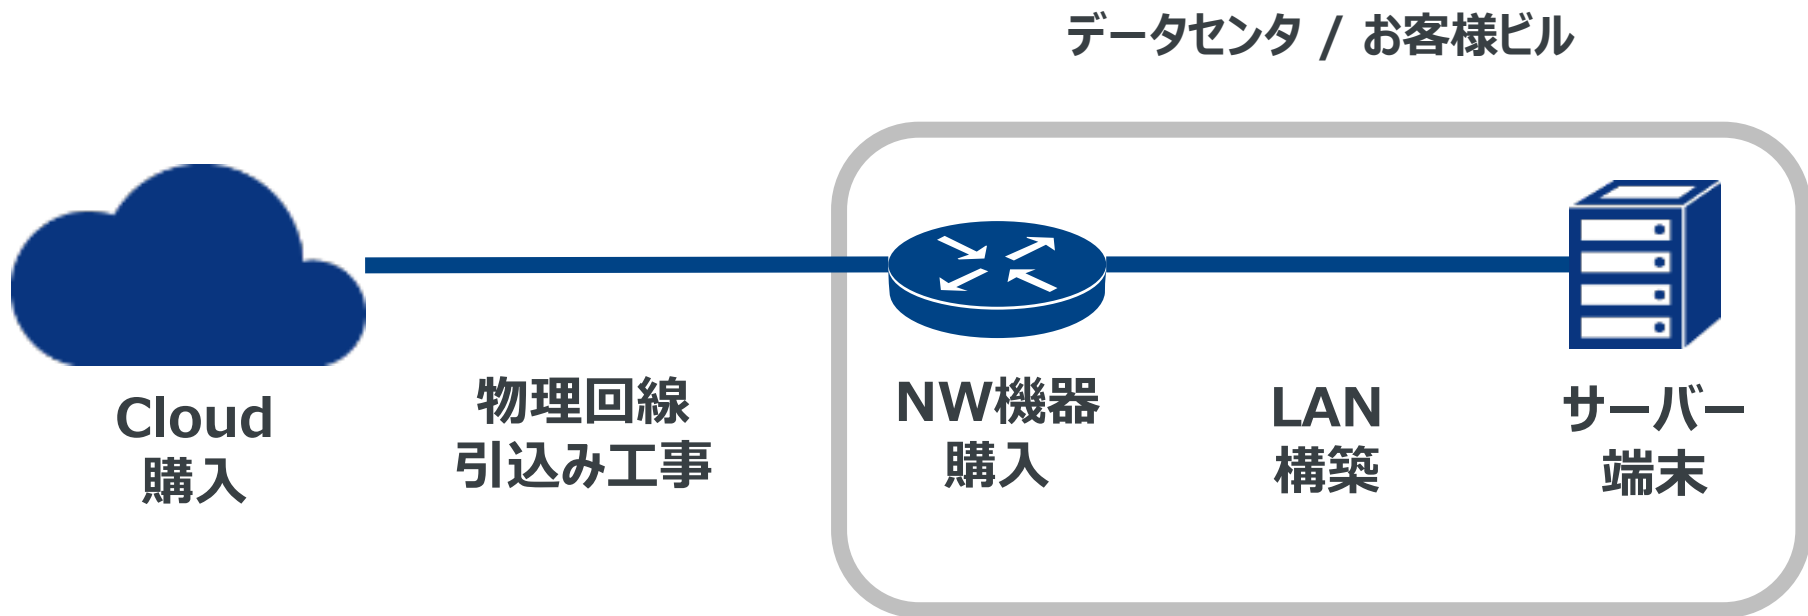 データセンタ / お客様ビル
Cloud
購入
物理回線
引込み工事
NW機器
購入
LAN
構築
サーバー
端末